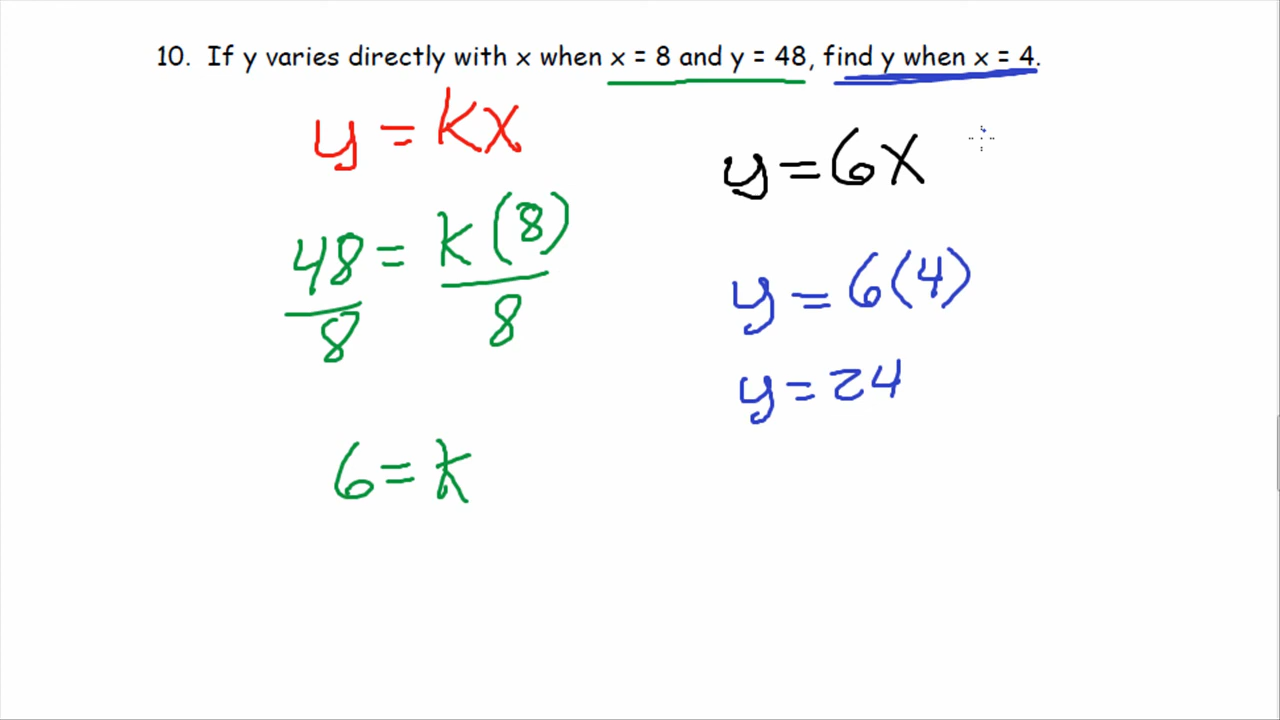 10. If y varies directly with x when x = 8 and y = 48, find y when x = 4.
y = kx
48 = k (8)
8 8
6 = k
y = 6x
y = 6(4)
y = 24